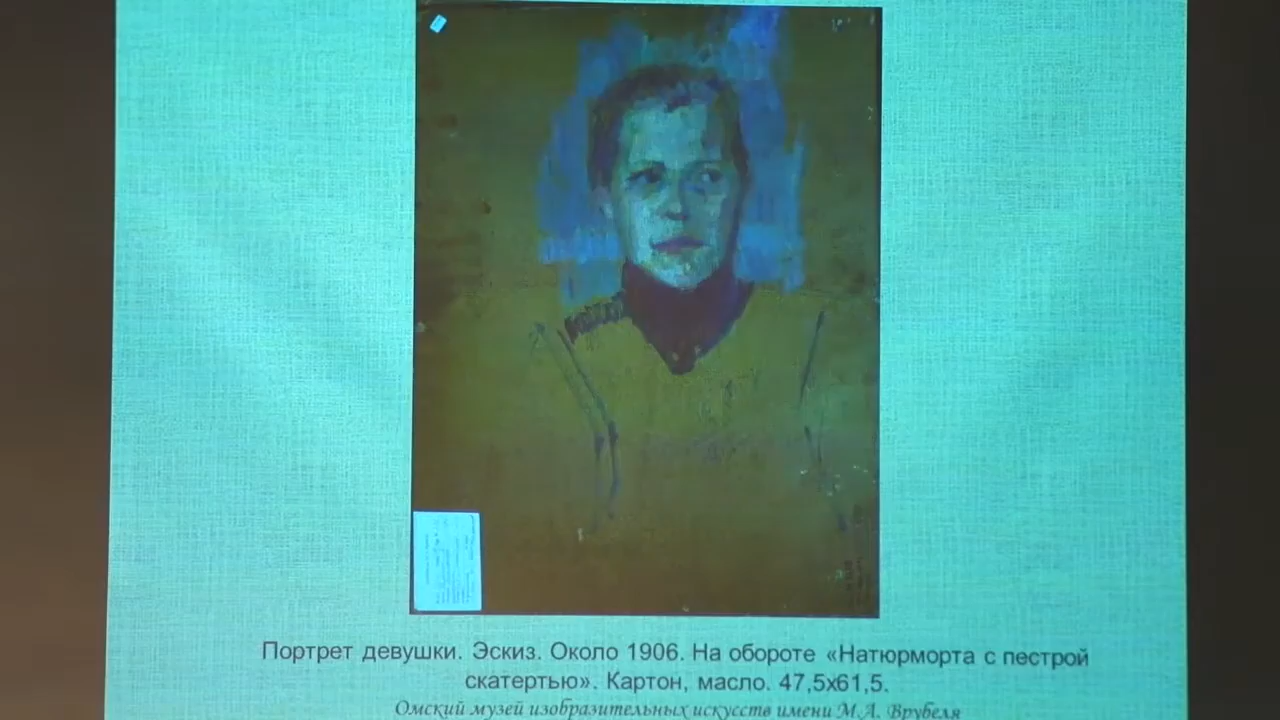 Портрет девушки. Эскиз. Около 1906. На обороте «Натюрморта с пестрой
скатертью». Картон, масло. 47,5х61,5.
Омский музей изобразительных искусств имени М.А. Врубеля